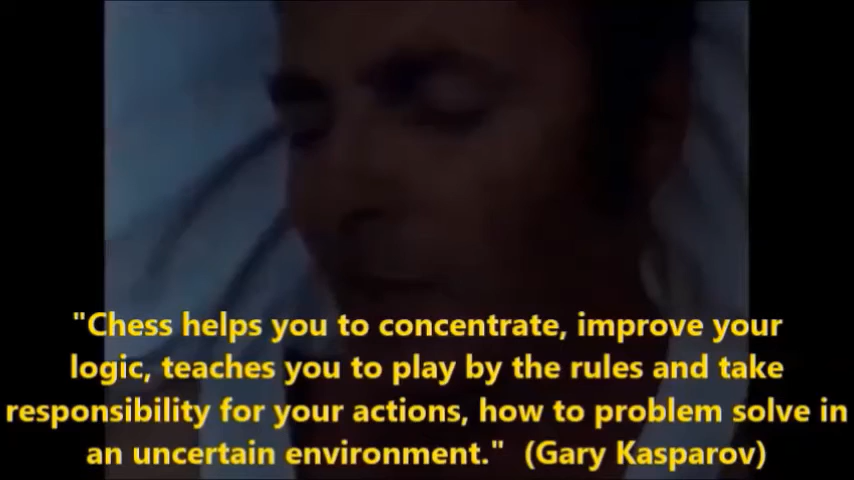 "Chess helps you to concentrate, improve your
logic, teaches you to play by the rules and take
responsibility for your actions, how to problem solve in
an uncertain environment."  (Gary Kasparov)